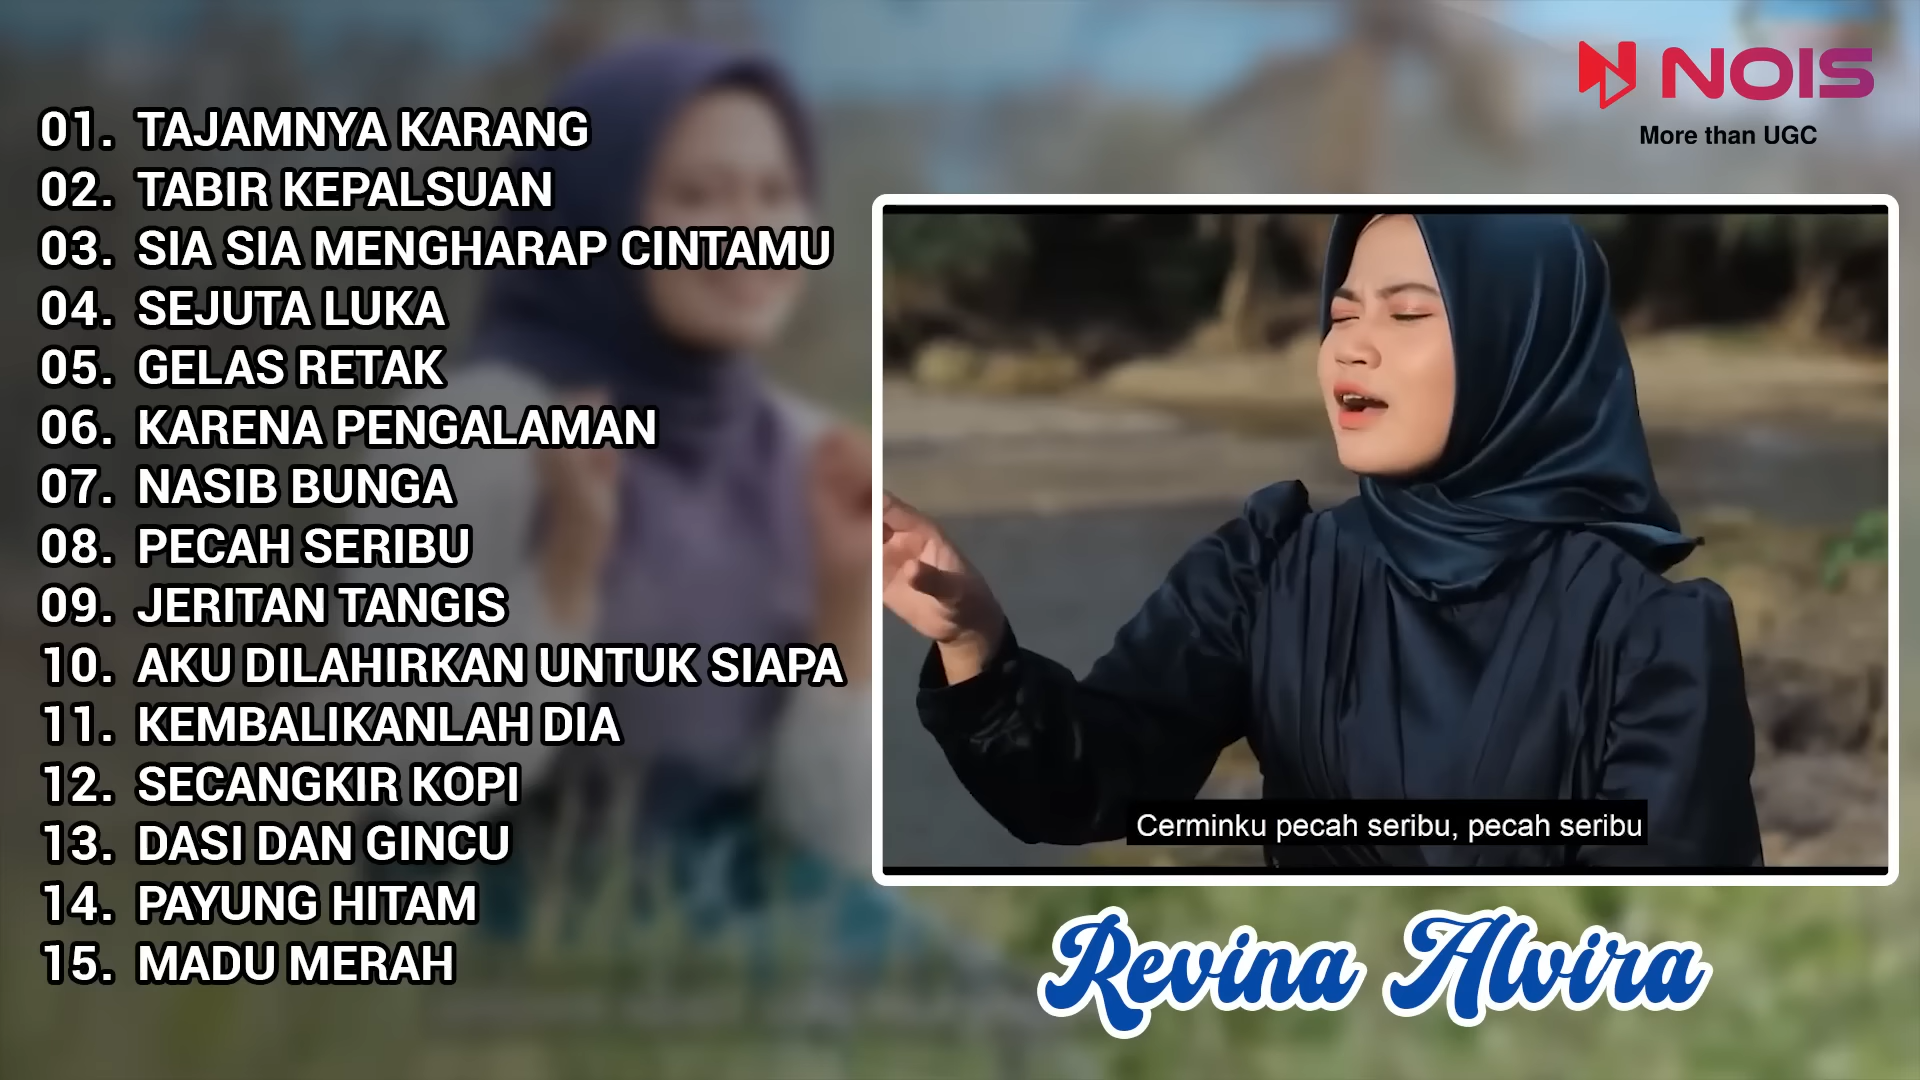 01. TAJAMNYA KARANG
02. TABIR KEPALSUAN
03. SIA SIA MENGHARAP CINTAMU
04. SEJUTA LUKA
05. GELAS RETAK
06. KARENA PENGALAMAN
07. NASIB BUNGA
08. PECAH SERIBU
09. JERITAN TANGIS
10. AKU DILAHIRKAN UNTUK SIAPA
11. KEMBALIKANLAH DIA
12. SECANGKIR KOPI
13. DASI DAN GINCU
14. PAYUNG HITAM
15. MADU MERAH
NOIS
More than UGC
Cerminku pecah seribu, pecah seribu
Revina Alvira